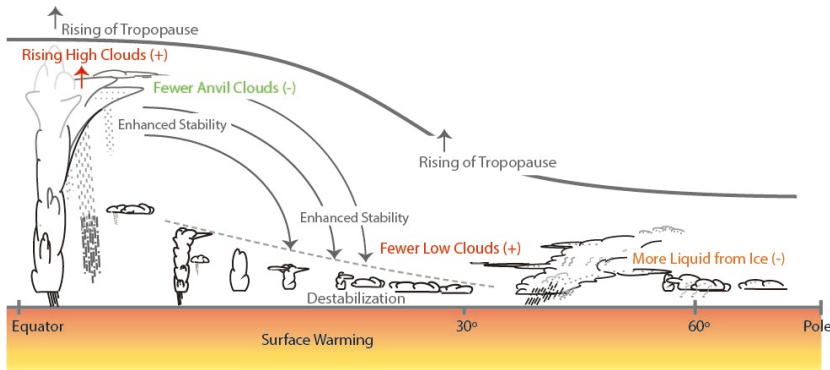 Rising of Tropopause
Rising High Clouds (+)
Fewer Anvil Clouds (-)
Enhanced Stability
Rising of Tropopause
Enhanced Stability
Fewer Low Clouds (+)
More Liquid from Ice (-)
Destabilization
Equator
30°
60°
Pole
Surface Warming